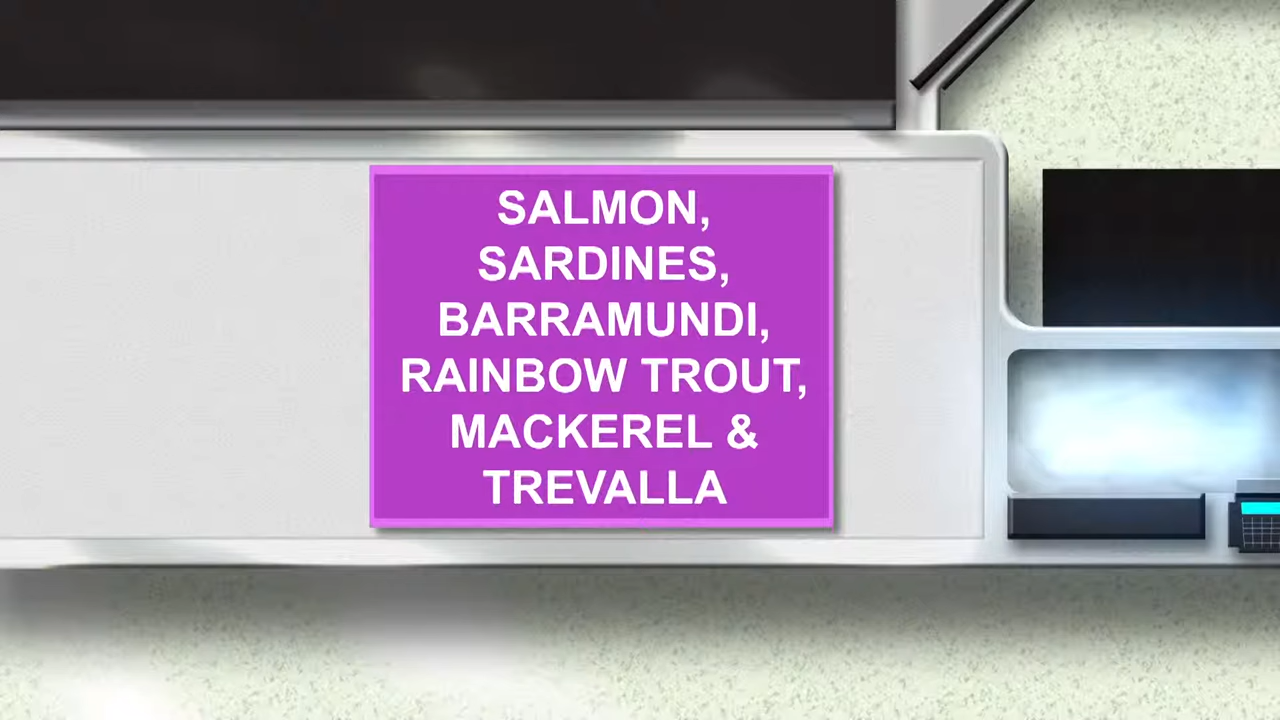 SALMON,
SARDINES,
BARRAMUNDI,
RAINBOW TROUT,
MACKEREL &
TREVALLA